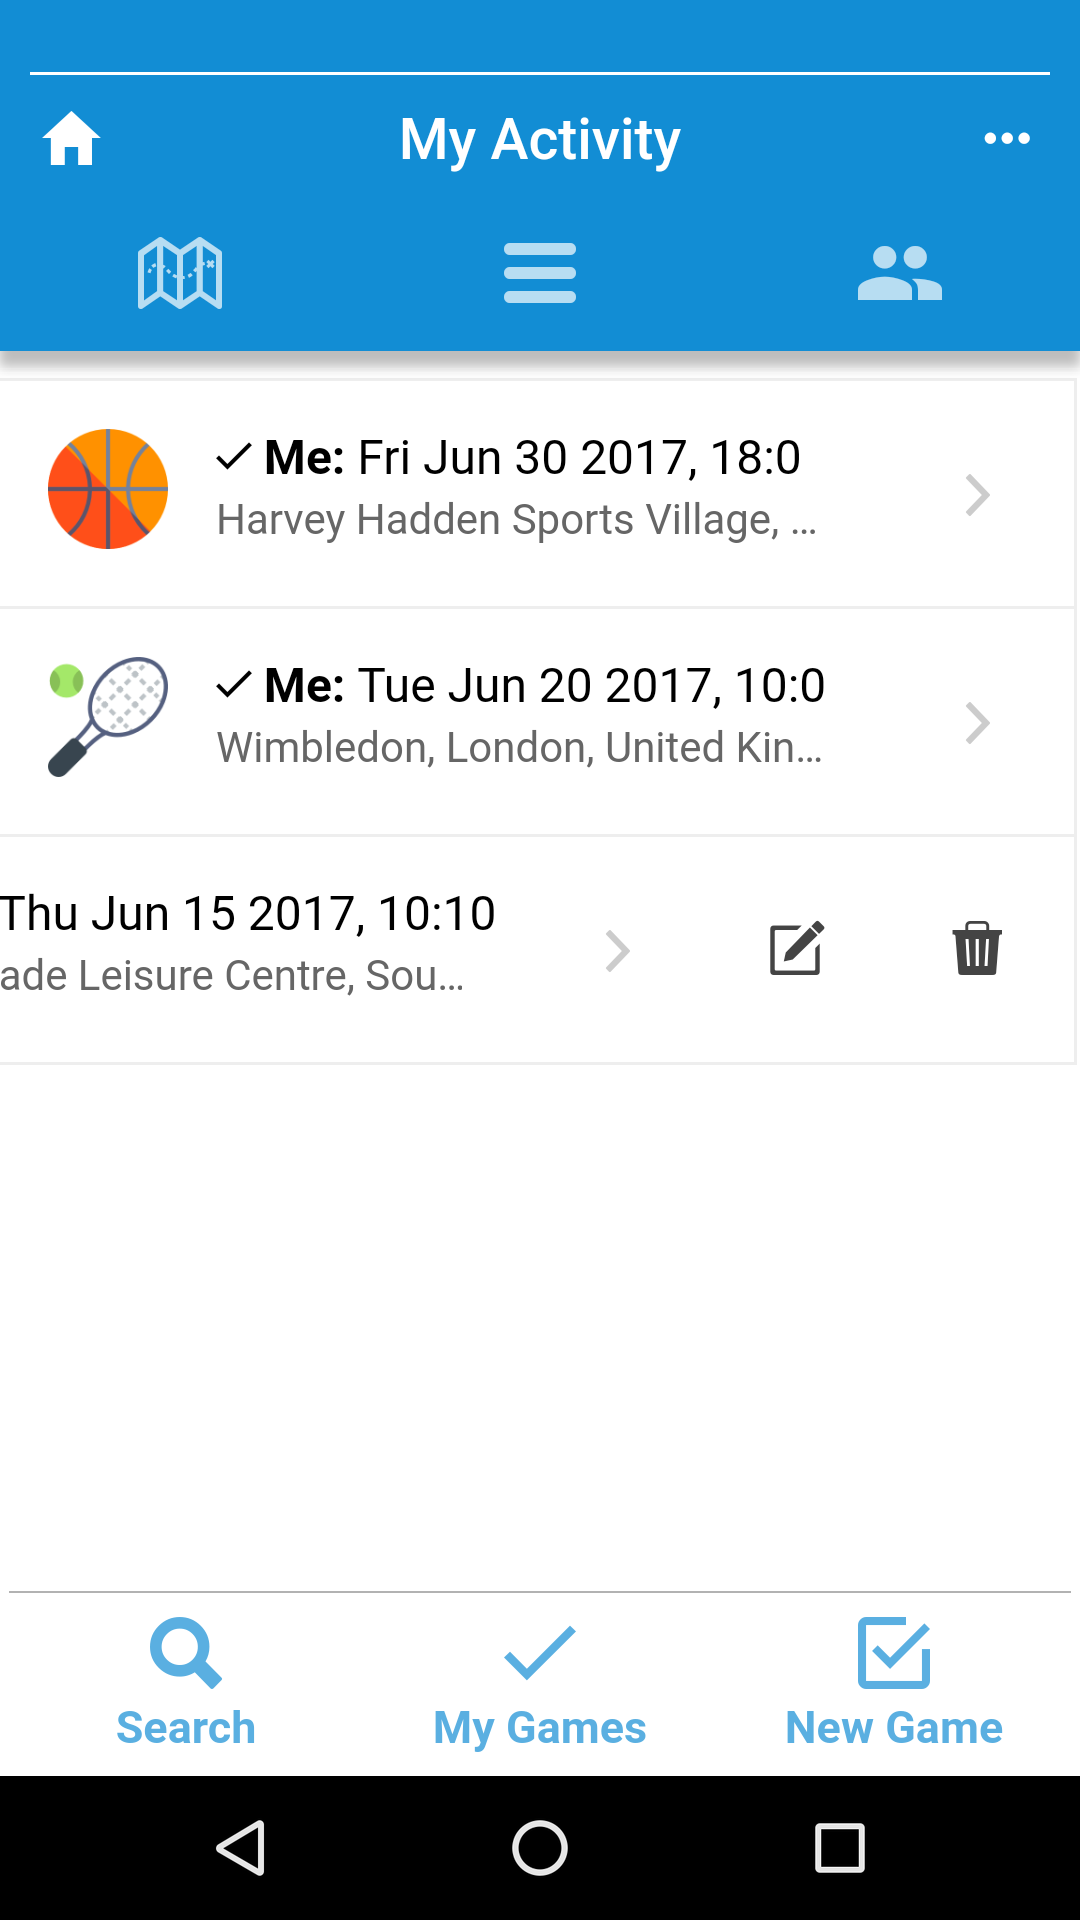 My Activity
Me: Fri Jun 30 2017, 18:0
Harvey Hadden Sports Village, ...
Me: Tue Jun 20 2017, 10:0
Wimbledon, London, United Kin...
Thu Jun 15 2017, 10:10
ade Leisure Centre, Sou...
Search
My Games
New Game